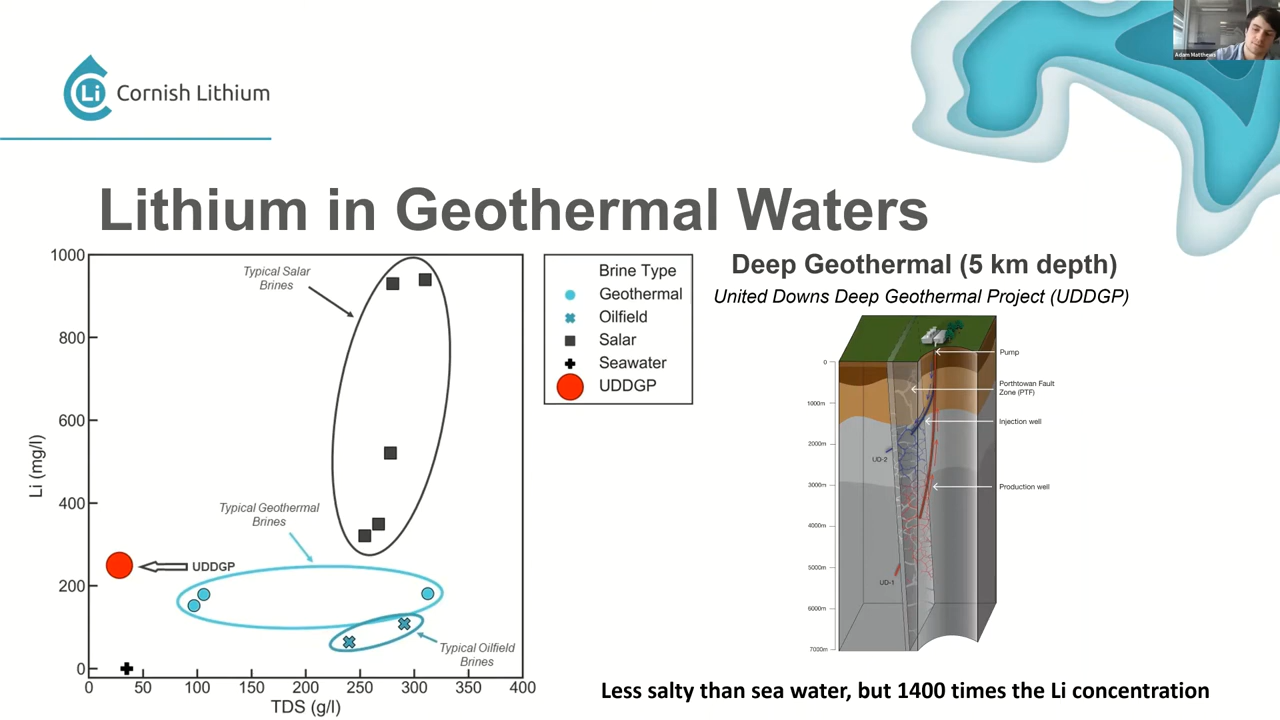 Adam Matthews
Li
Cornish Lithium
Lithium in Geothermal Waters
1000
800
600
400
200
0
Li (mg/l)
Typical Salar
Brines
Typical Geothermal
Brines
UDDGP
Typical Oilfield
Brines
0
50
100
150
200
250
300
350
400
TDS (g/l)
Brine Type
Geothermal
Oilfield
Salar
Seawater
UDDGP
Deep Geothermal (5 km depth)
United Downs Deep Geothermal Project (UDDGP)
0
1000m
2000m
3000m
4000m
5000m
6000m
7000m
UD-2
UD-1
Pump
Porthtowan Fault
Zone (PTF)
Injection well
Production well
Less salty than sea water, but 1400 times the Li concentration